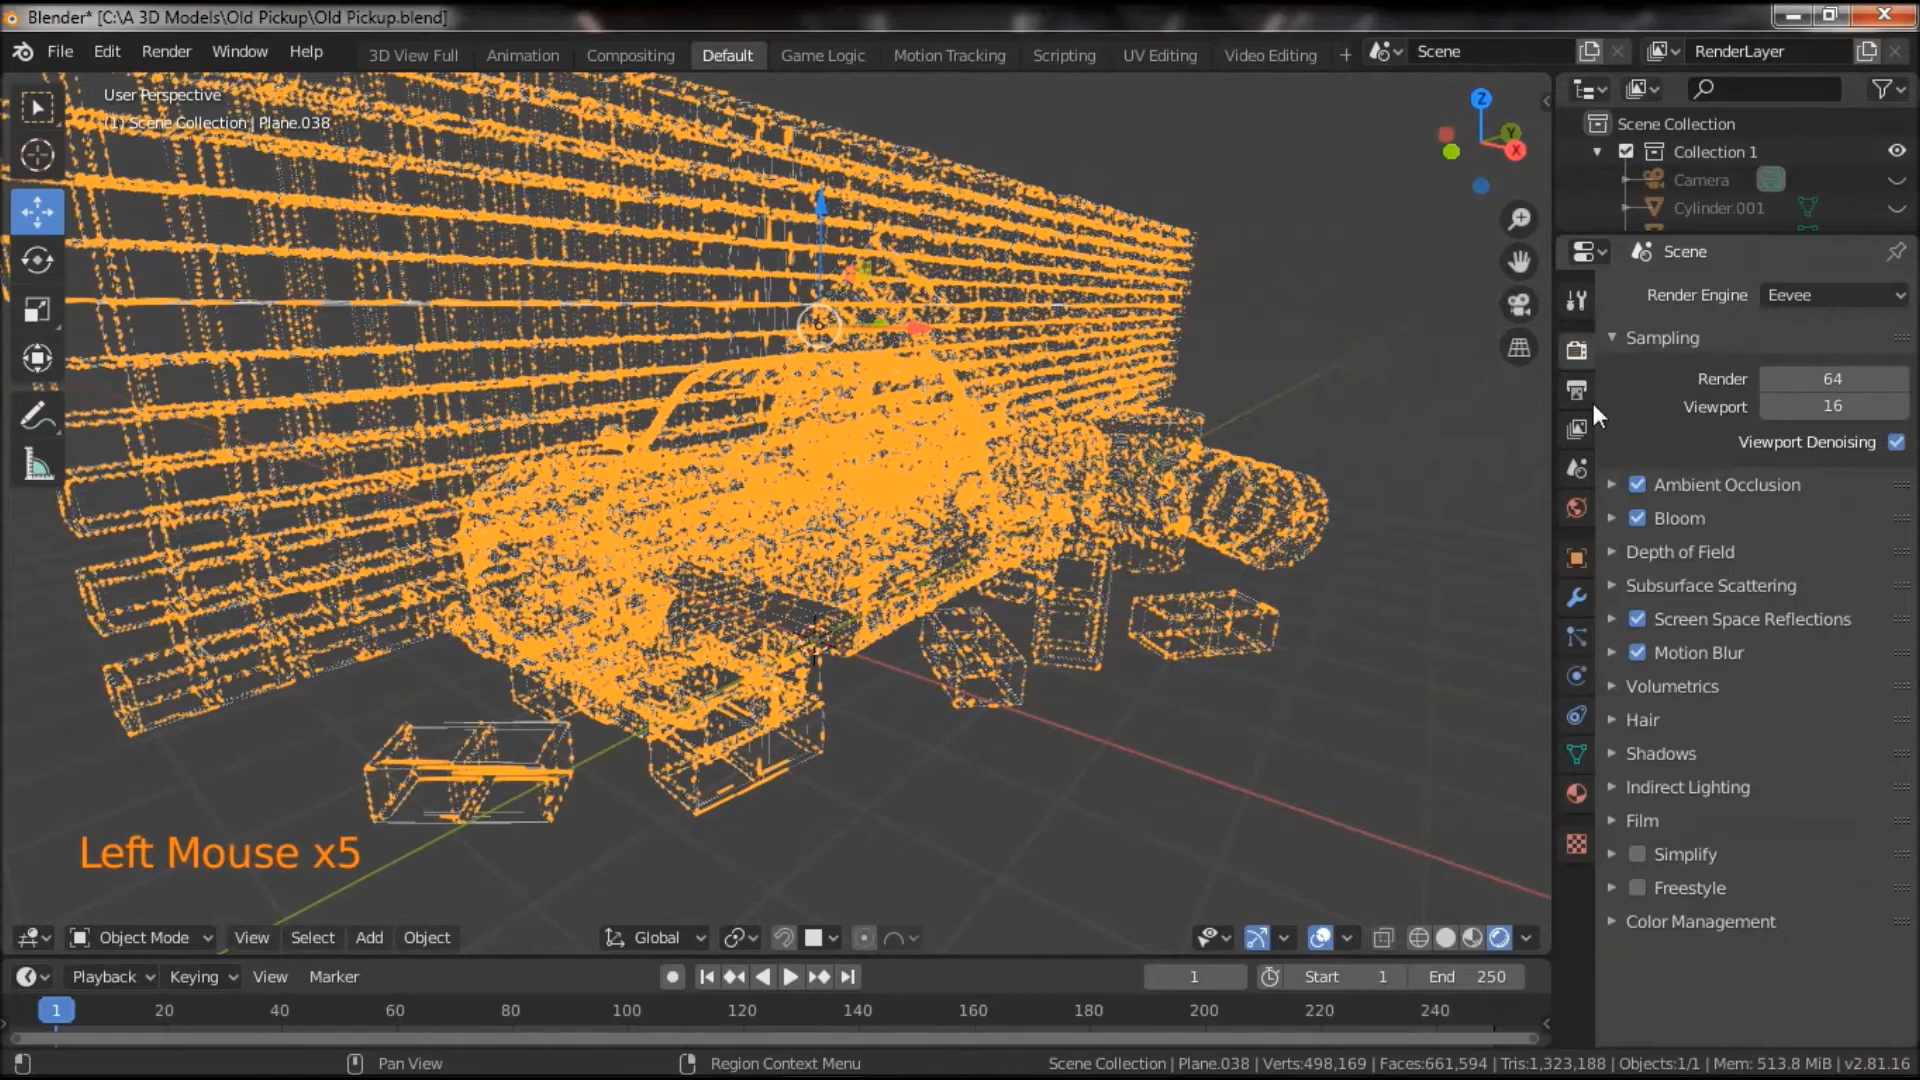 Blender* [C:\A 3D Models\Old Pickup\Old Pickup.blend]
File Edit Render Window Help 3D View Full Animation Compositing Default Game Logic Motion Tracking Scripting UV Editing Video Editing + Scene RenderLayer
User Perspective
(1) Scene Collection | Plane.038
Z
Y
X
Scene Collection
Collection 1
Camera
Cylinder.001
Scene
Render Engine Eevee
Sampling
Render 64
Viewport 16
Viewport Denoising
Ambient Occlusion
Bloom
Depth of Field
Subsurface Scattering
Screen Space Reflections
Motion Blur
Volumetrics
Hair
Shadows
Indirect Lighting
Film
Simplify
Freestyle
Color Management
Left Mouse x5
Object Mode View Select Add Object Global
Playback Keying View Marker 1 Start 1 End 250
1 20 40 60 80 100 120 140 160 180 200 220 240
Pan View Region Context Menu Scene Collection | Plane.038 | Verts:498,169 | Faces:661,594 | Tris:1,323,188 | Objects:1/1 | Mem: 513.8 MiB | v2.81.16